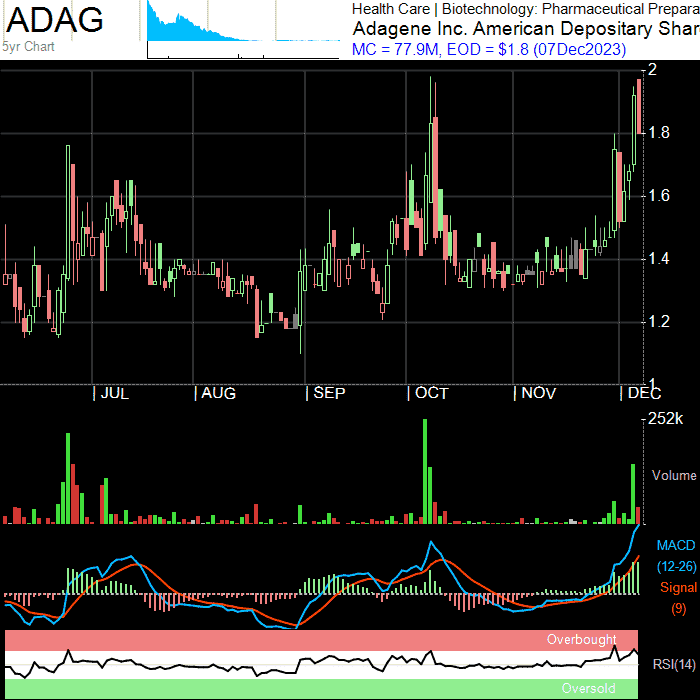 ADAG
5yr Chart
Health Care | Biotechnology: Pharmaceutical Prepara
Adagene Inc. American Depositary Shar
MC = 77.9M, EOD = $1.8 (07Dec2023)
2
1.8
1.6
1.4
1.2
1
| JUL | AUG | SEP | OCT | NOV | DEC
252k
Volume
MACD
(12-26)
Signal
(9)
Overbought
RSI(14)
Oversold